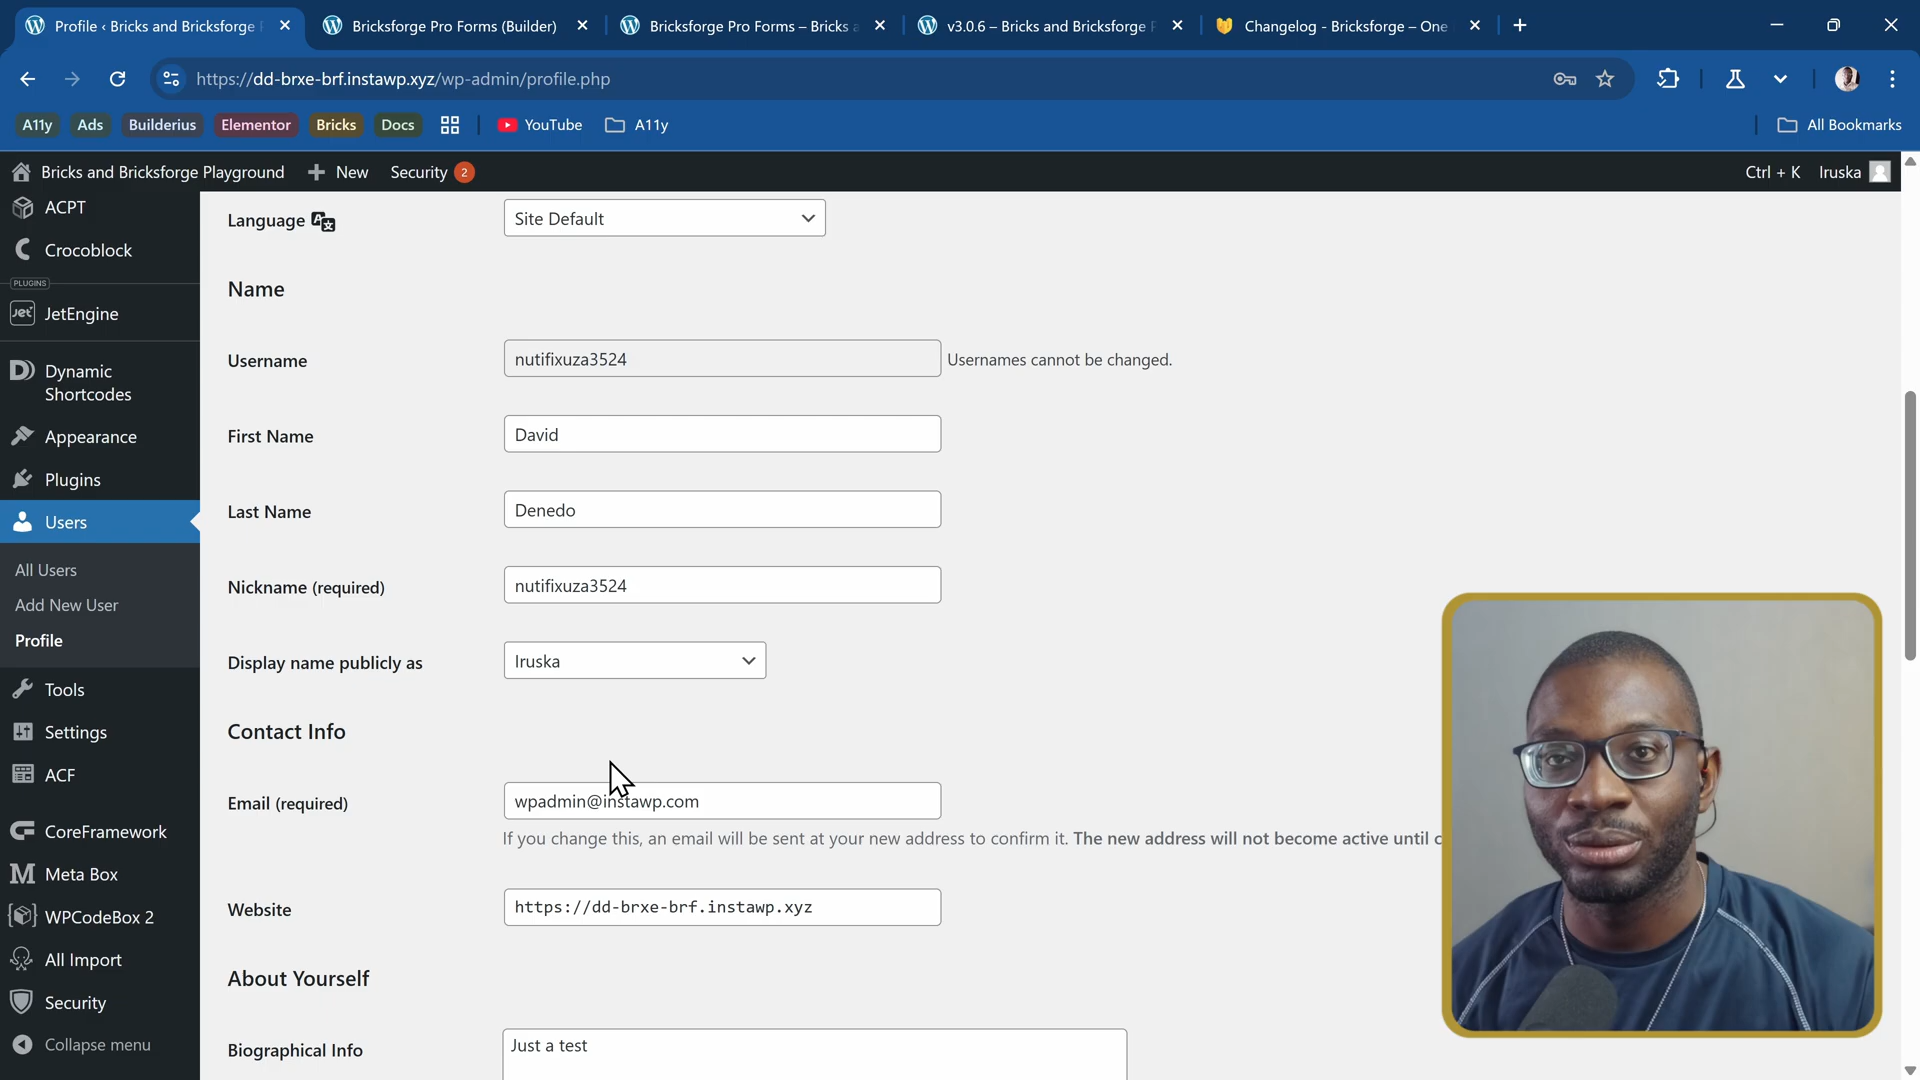 Profile ‹ Bricks and Bricksforge
Bricksforge Pro Forms (Builder)
Bricksforge Pro Forms – Bricks a
v3.0.6 – Bricks and Bricksforge
Changelog - Bricksforge – One
https://dd-brxe-brf.instawp.xyz/wp-admin/profile.php
A11y
Ads
Builderius
Elementor
Bricks
Docs
YouTube
A11y
All Bookmarks
Bricks and Bricksforge Playground
New
Security 2
Ctrl + K
Iruska
ACPT
Crocoblock
PLUGINS
Jet
JetEngine
Dynamic
Shortcodes
Appearance
Plugins
Users
All Users
Add New User
Profile
Tools
Settings
ACF
CoreFramework
Meta Box
WPCodeBox 2
All Import
Security
Collapse menu
Language
Site Default
Name
Username
nutifixuza3524
Usernames cannot be changed.
First Name
David
Last Name
Denedo
Nickname (required)
nutifixuza3524
Display name publicly as
Iruska
Contact Info
Email (required)
wpadmin@instawp.com
If you change this, an email will be sent at your new address to confirm it. The new address will not become active until
Website
https://dd-brxe-brf.instawp.xyz
About Yourself
Biographical Info
Just a test